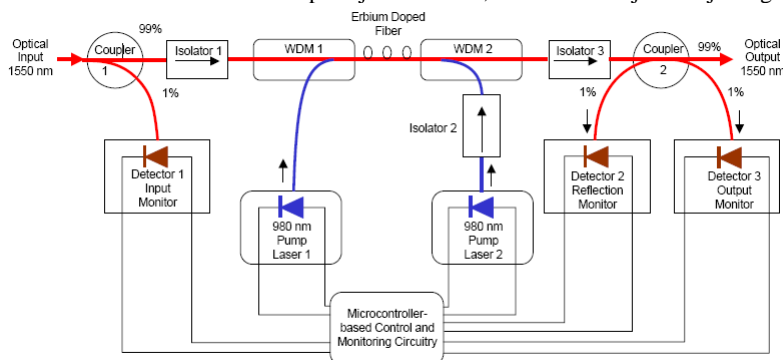 Erbium Doped
Fiber
Optical
Input
1550 nm
Coupler
1
99%
1%
Isolator 1
WDM 1
WDM 2
Isolator 3
Coupler
2
99%
Optical
Output
1550 nm
1%
1%
Isolator 2
Detector 1
Input
Monitor
980 nm
Pump
Laser 1
980 nm
Pump
Laser 2
Detector 2
Reflection
Monitor
Detector 3
Output
Monitor
Microcontroller-
based Control and
Monitoring Circuitry